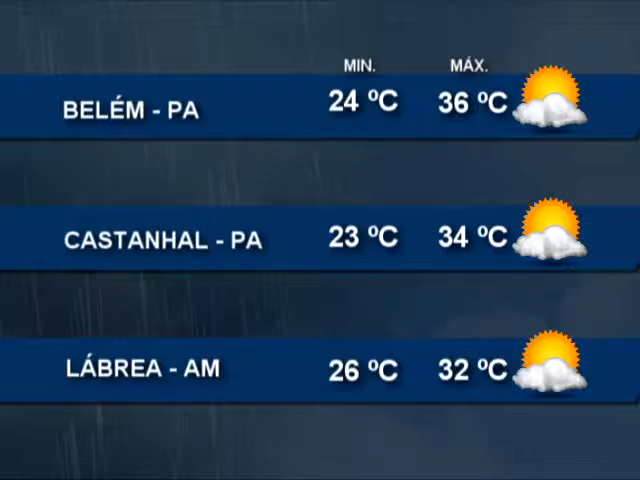 MIN. MÁX.
BELÉM - PA 24 ºC 36 ºC
CASTANHAL - PA 23 ºC 34 ºC
LÁBREA - AM 26 ºC 32 ºC